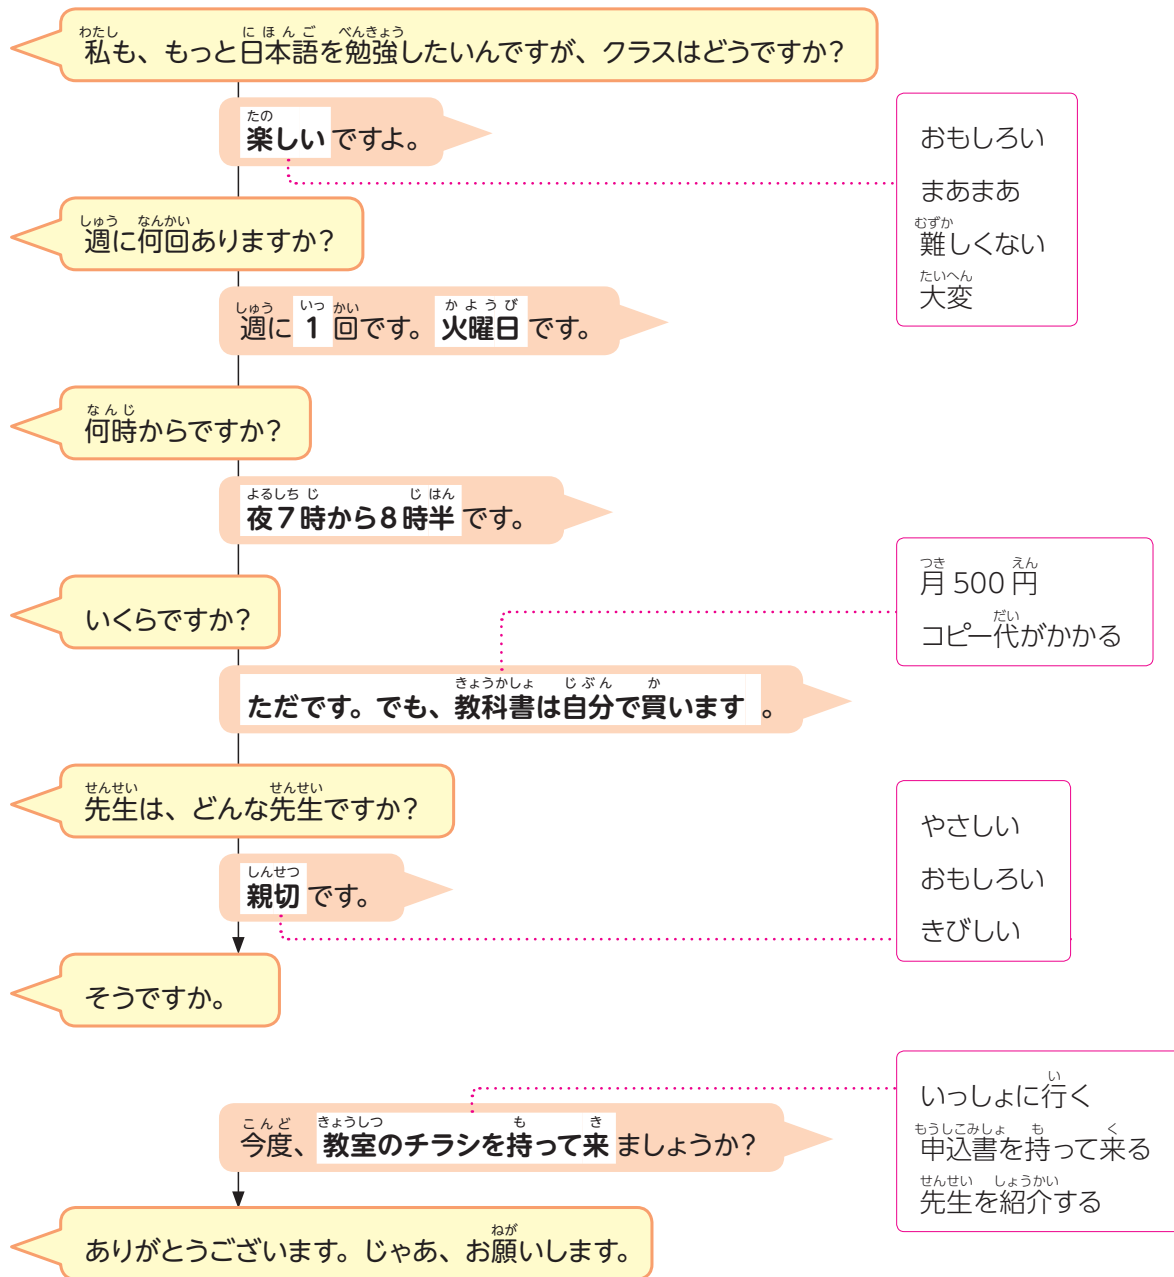 私も、もっと日本語を勉強したいんですが、クラスはどうですか？
楽しいですよ。
おもしろい
まあまあ
難しくない
大変
週に何回ありますか？
週に1回です。火曜日です。
何時からですか？
夜7時から8時半です。
いくらですか？
月500円
コピー代がかかる
ただです。でも、教科書は自分で買います。
先生は、どんな先生ですか？
親切です。
やさしい
おもしろい
きびしい
そうですか。
今度、教室のチラシを持って来ましょうか？
いっしょに行く
申込書を持って来る
先生を紹介する
ありがとうございます。じゃあ、お願いします。